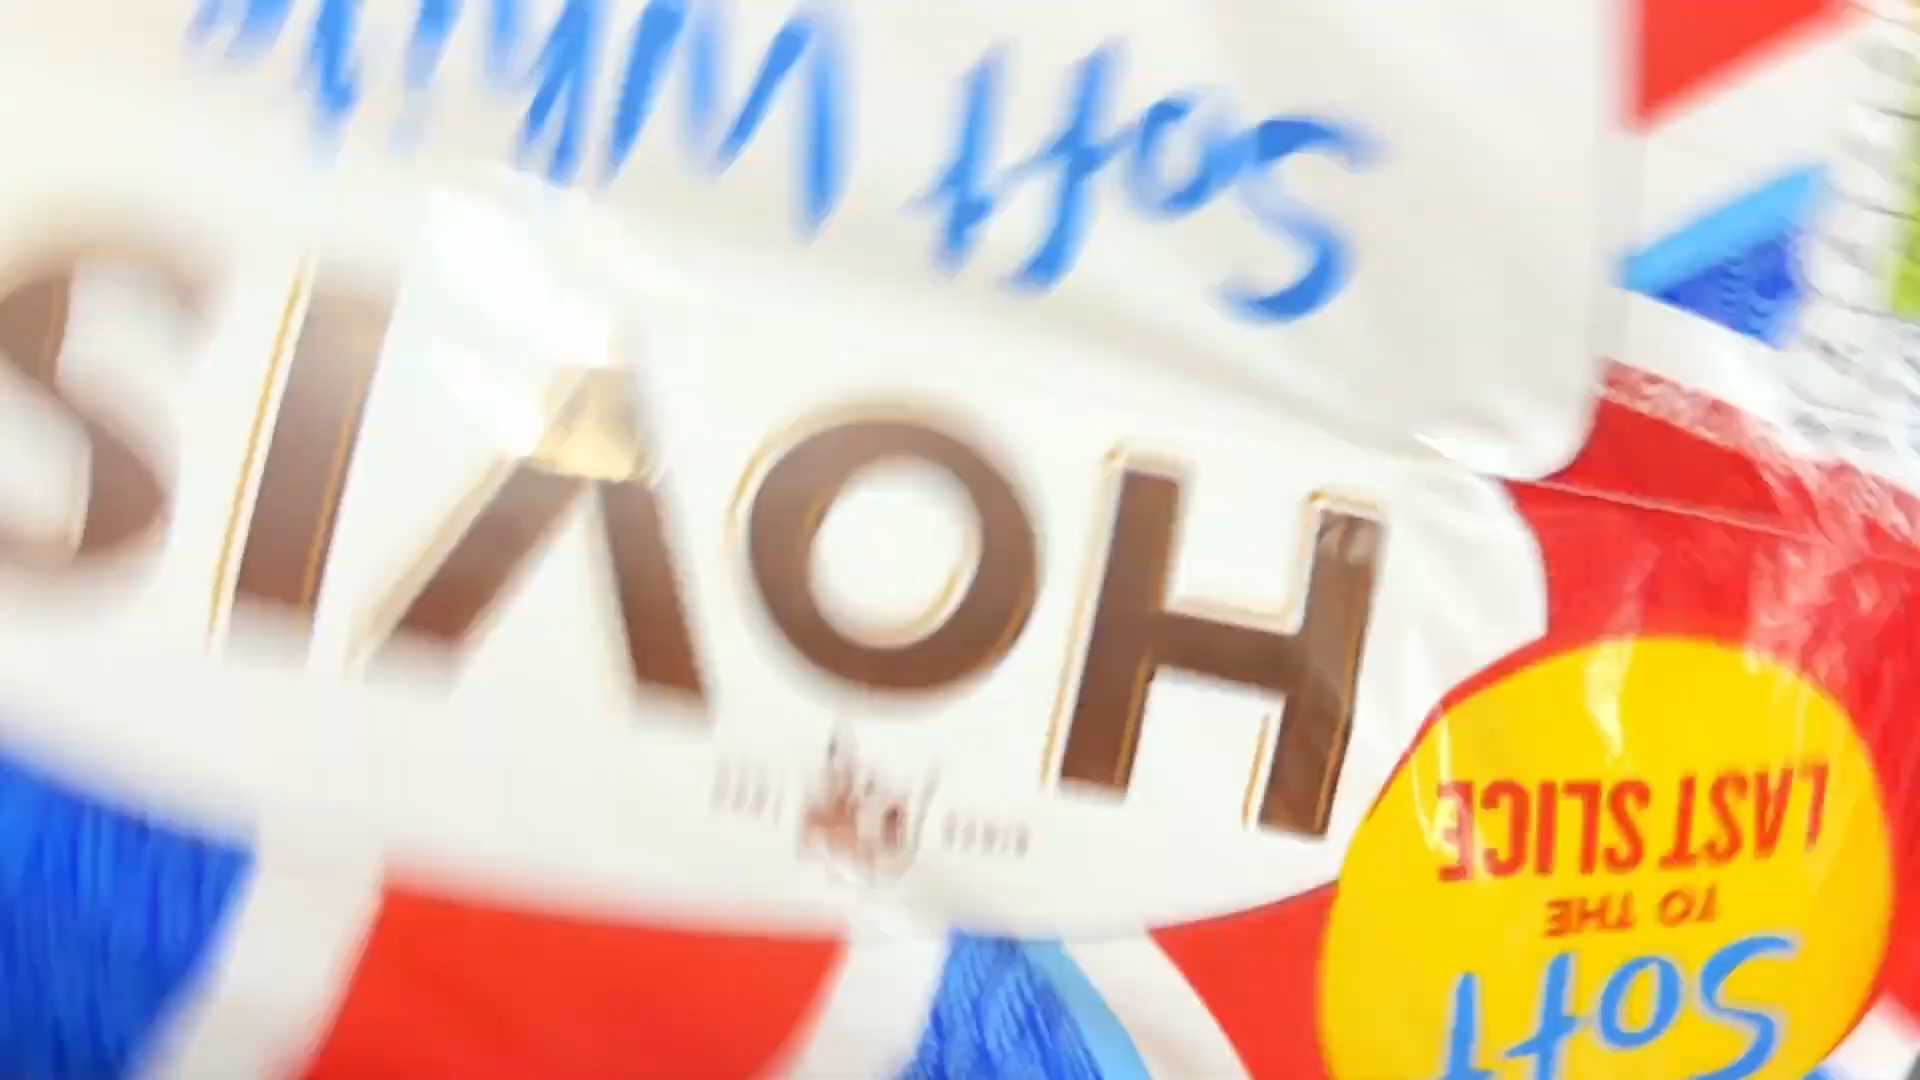 Soft
TO THE
LAST SLICE
HOVIS
Soft White